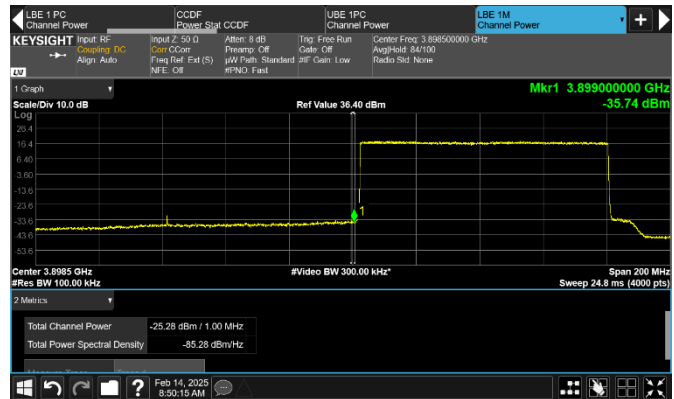 LBE 1 PC
Channel Power
CCDF
Power Stat CCDF
UBE 1PC
Channel Power
LBE 1M
Channel Power
KEYSIGHT
Input: RF
Coupling: DC
Align: Auto
Input Z: 50 Ω
Corr CCorr
Freq Ref: Ext (S)
NFE: Off
Atten: 8 dB
Preamp: Off
µW Path: Standard
#PNO: Fast
Trig: Free Run
Gate: Off
#IF Gain: Low
Center Freq: 3.898500000 GHz
Avg|Hold: 84/100
Radio Std: None
LXI
1 Graph
Mkr1 3.899000000 GHz
Scale/Div 10.0 dB
Ref Value 36.40 dBm
-35.74 dBm
Log
26.4
16.4
6.40
-3.60
-13.6
-23.6
-33.6
-43.6
-53.6
1
Center 3.8985 GHz
#Video BW 300.00 kHz*
Span 200 MHz
#Res BW 100.00 kHz
Sweep 24.8 ms (4000 pts)
2 Metrics
Total Channel Power -25.28 dBm / 1.00 MHz
Total Power Spectral Density -85.28 dBm/Hz
Feb 14, 2025
8:50:15 AM